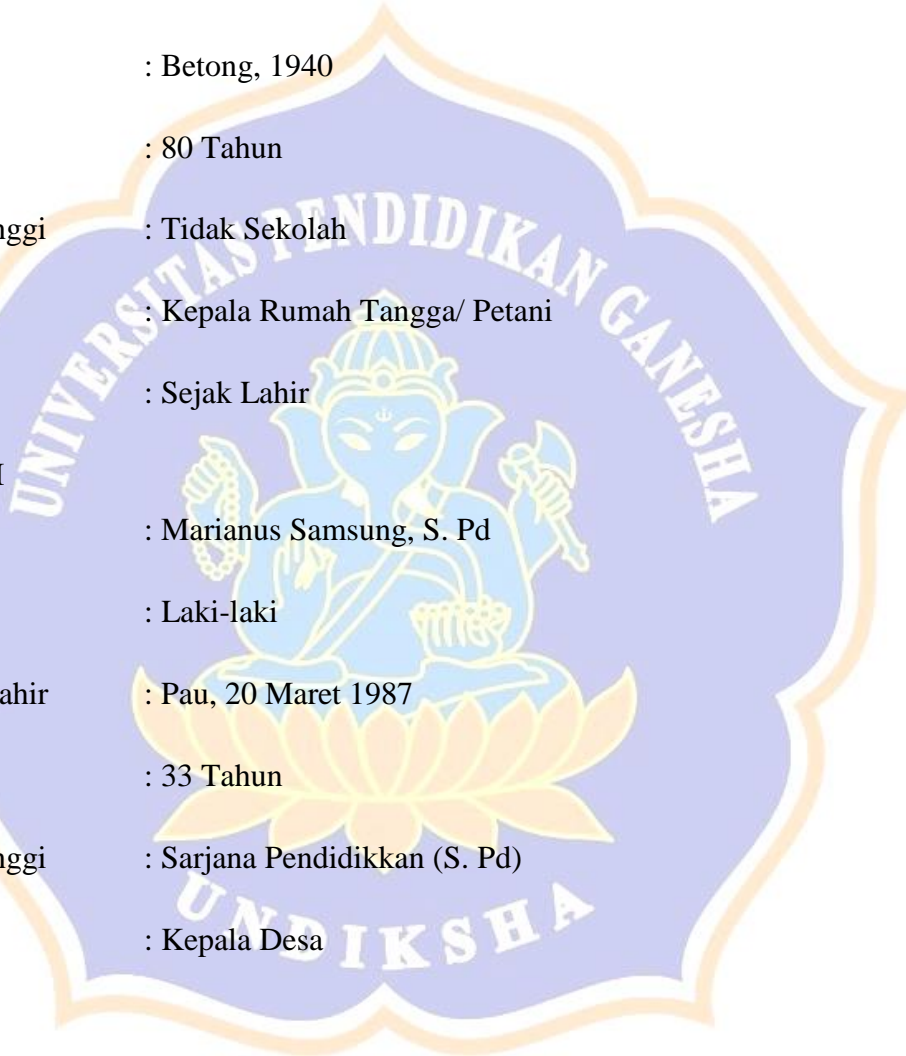 : Betong, 1940
: 80 Tahun
nggi : Tidak Sekolah
: Kepala Rumah Tangga/ Petani
: Sejak Lahir
I
: Marianus Samsung, S. Pd
: Laki-laki
ahir : Pau, 20 Maret 1987
: 33 Tahun
nggi : Sarjana Pendidikkan (S. Pd)
: Kepala Desa
UNIVERSITAS PENDIDIKAN GANESHA
UNDIKSHA